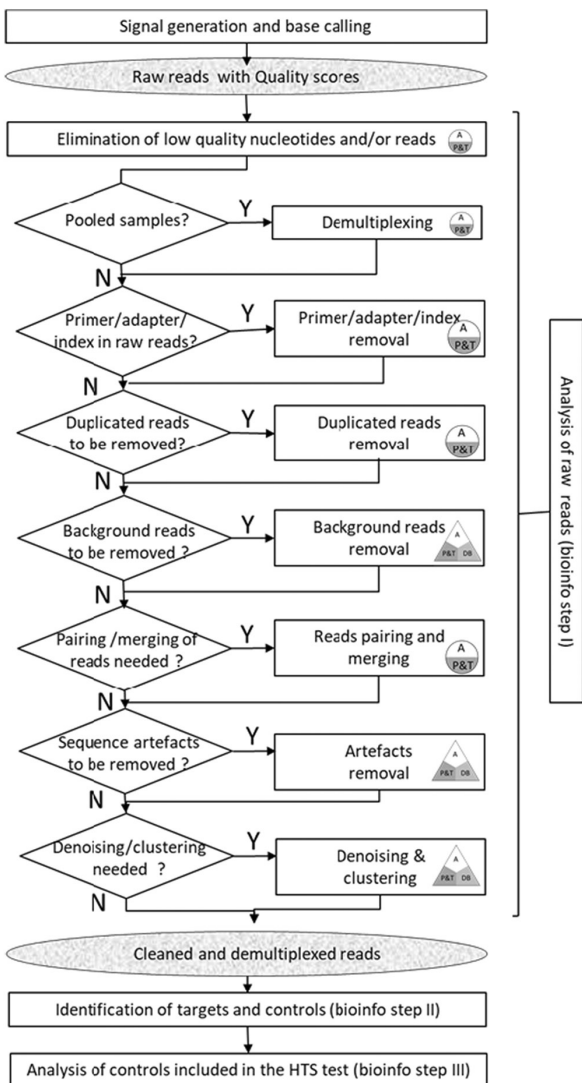 Signal generation and base calling
Raw reads with Quality scores
Elimination of low quality nucleotides and/or reads
A
P&T
Pooled samples?
Y
Demultiplexing
A
P&T
N
Primer/adapter/
index in raw reads?
Y
Primer/adapter/index
removal
A
P&T
N
Duplicated reads
to be removed?
Y
Duplicated reads
removal
A
P&T
N
Background reads
to be removed ?
Y
Background reads
removal
A
P&T DB
N
Pairing /merging of
reads needed ?
Y
Reads pairing and
merging
A
P&T
N
Sequence artefacts
to be removed ?
Y
Artefacts
removal
A
P&T DB
N
Denoising/clustering
needed ?
Y
Denoising &
clustering
A
P&T DB
N
Analysis of raw reads (bioinfo step I)
Cleaned and demultiplexed reads
Identification of targets and controls (bioinfo step II)
Analysis of controls included in the HTS test (bioinfo step III)